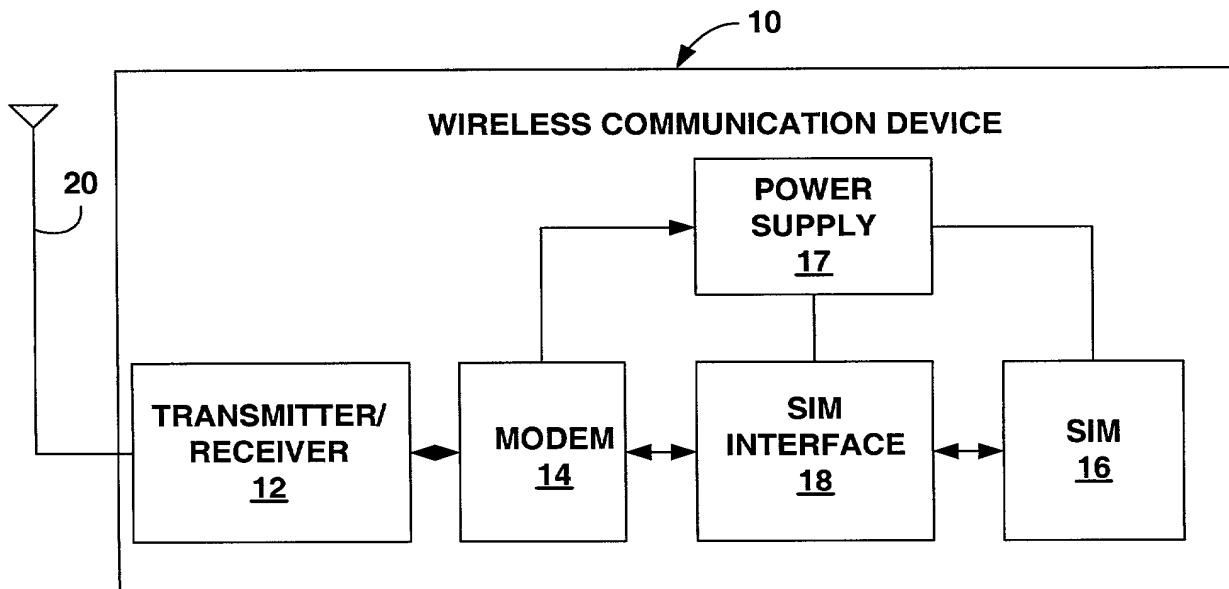 10
WIRELESS COMMUNICATION DEVICE
20
POWER
SUPPLY
17
TRANSMITTER/
RECEIVER
12
MODEM
14
SIM
INTERFACE
18
SIM
16